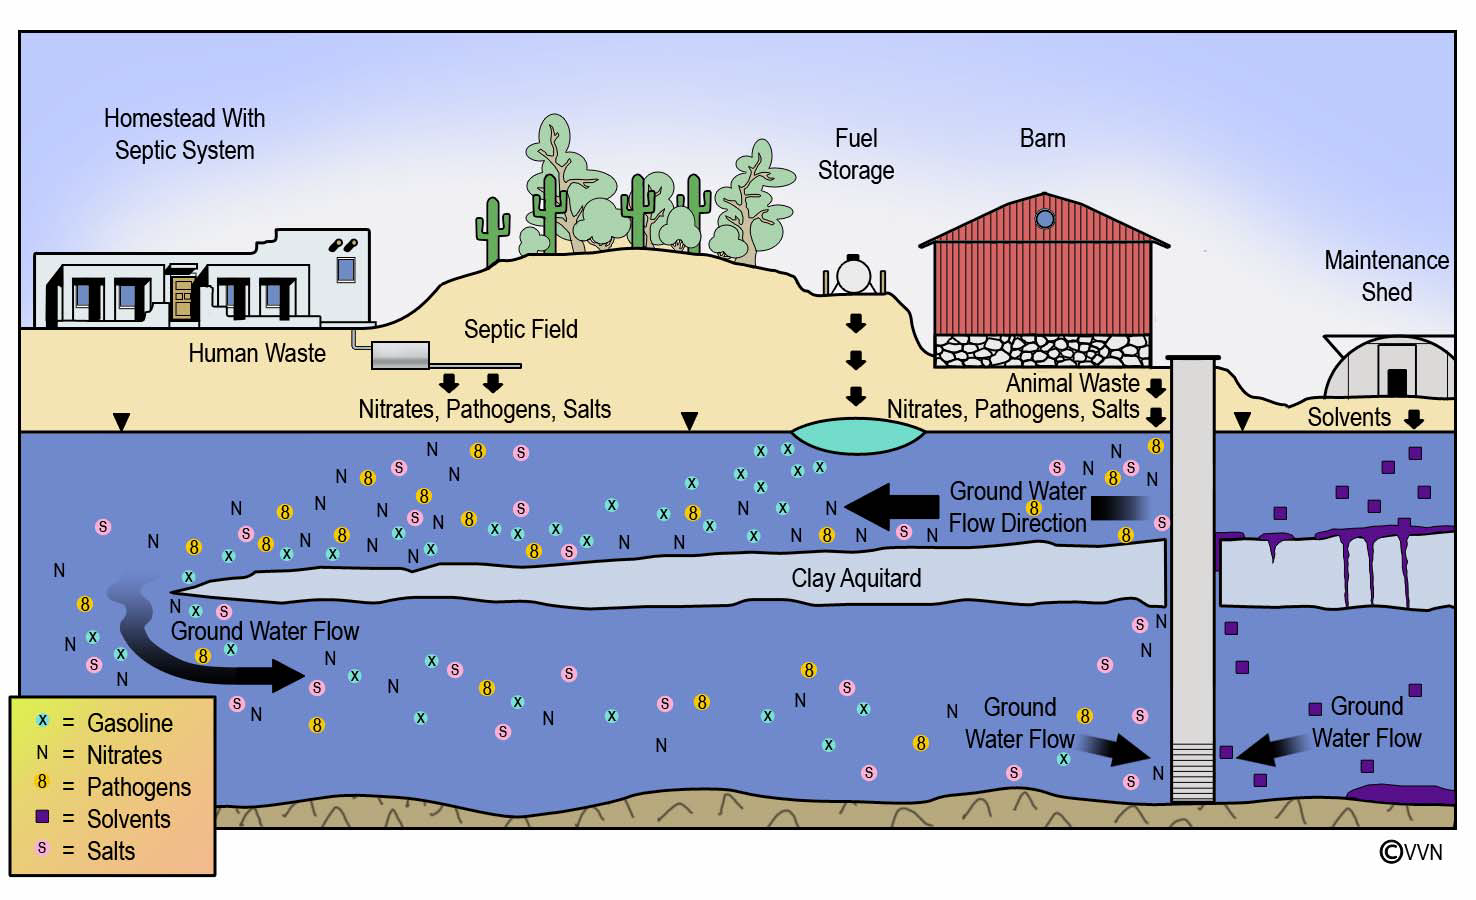 Homestead With
Septic System
Fuel
Storage
Barn
Maintenance
Shed
Septic Field
Human Waste
Nitrates, Pathogens, Salts
Animal Waste
Nitrates, Pathogens, Salts
Solvents
Ground Water
Flow Direction
Clay Aquitard
Ground Water Flow
Ground
Water Flow
Ground
Water Flow
X = Gasoline
N = Nitrates
8 = Pathogens
= Solvents
S = Salts
©VVN